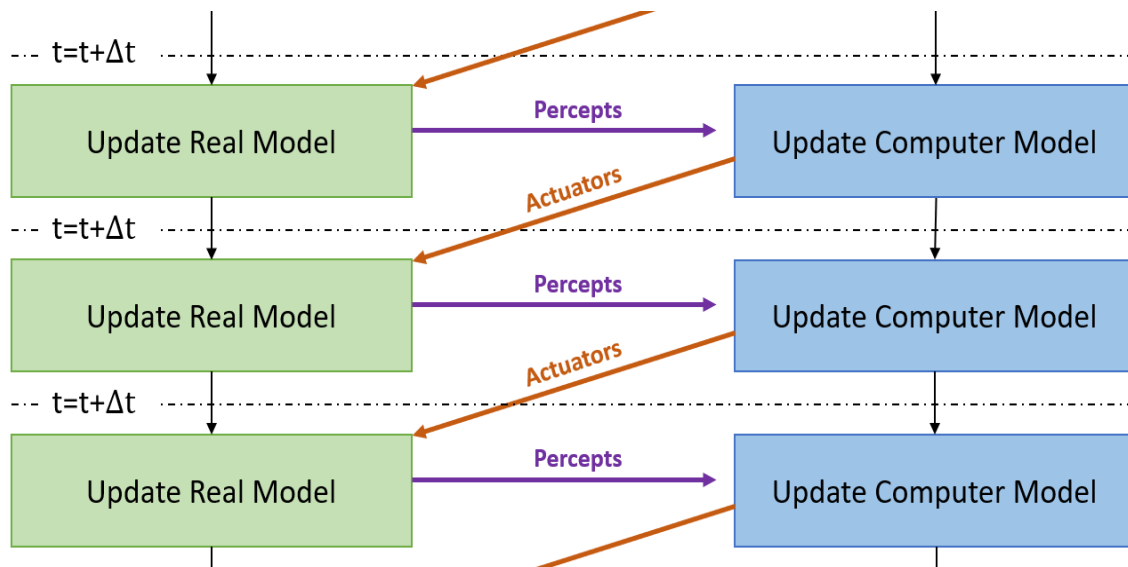 t=t+Δt
Update Real Model
Percepts
Update Computer Model
Actuators
t=t+Δt
Update Real Model
Percepts
Update Computer Model
Actuators
t=t+Δt
Update Real Model
Percepts
Update Computer Model